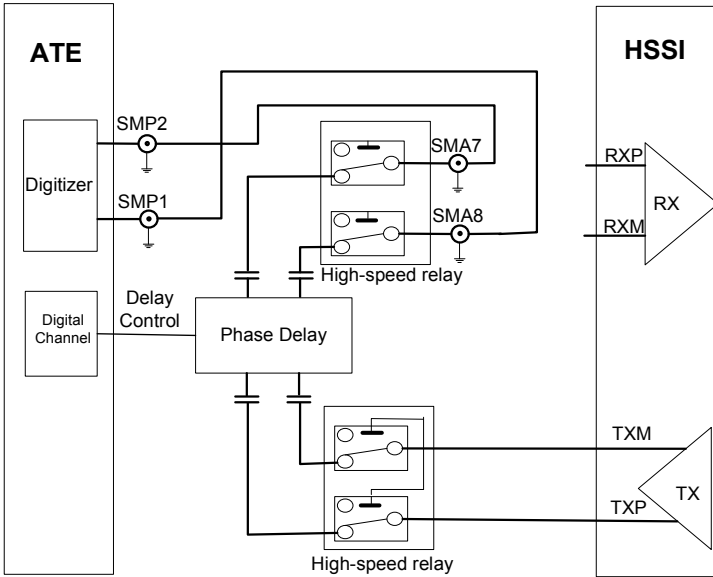 ATE
HSSI
SMP2
SMA7
Digitizer
SMP1
SMA8
RXP
RX
RXM
High-speed relay
Digital
Channel
Delay
Control
Phase Delay
TXM
TX
TXP
High-speed relay